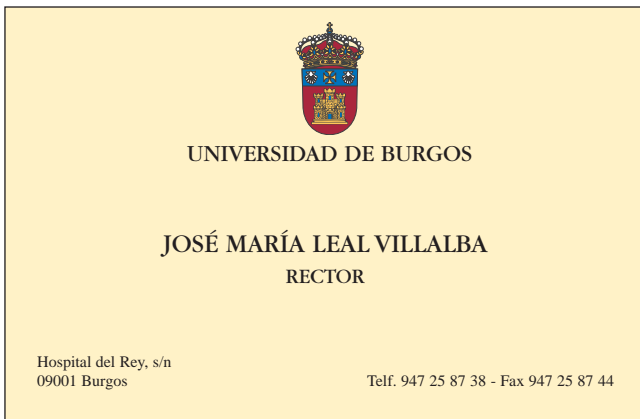 UNIVERSIDAD DE BURGOS
JOSÉ MARÍA LEAL VILLALBA
RECTOR
Hospital del Rey, s/n
09001 Burgos
Telf. 947 25 87 38 - Fax 947 25 87 44